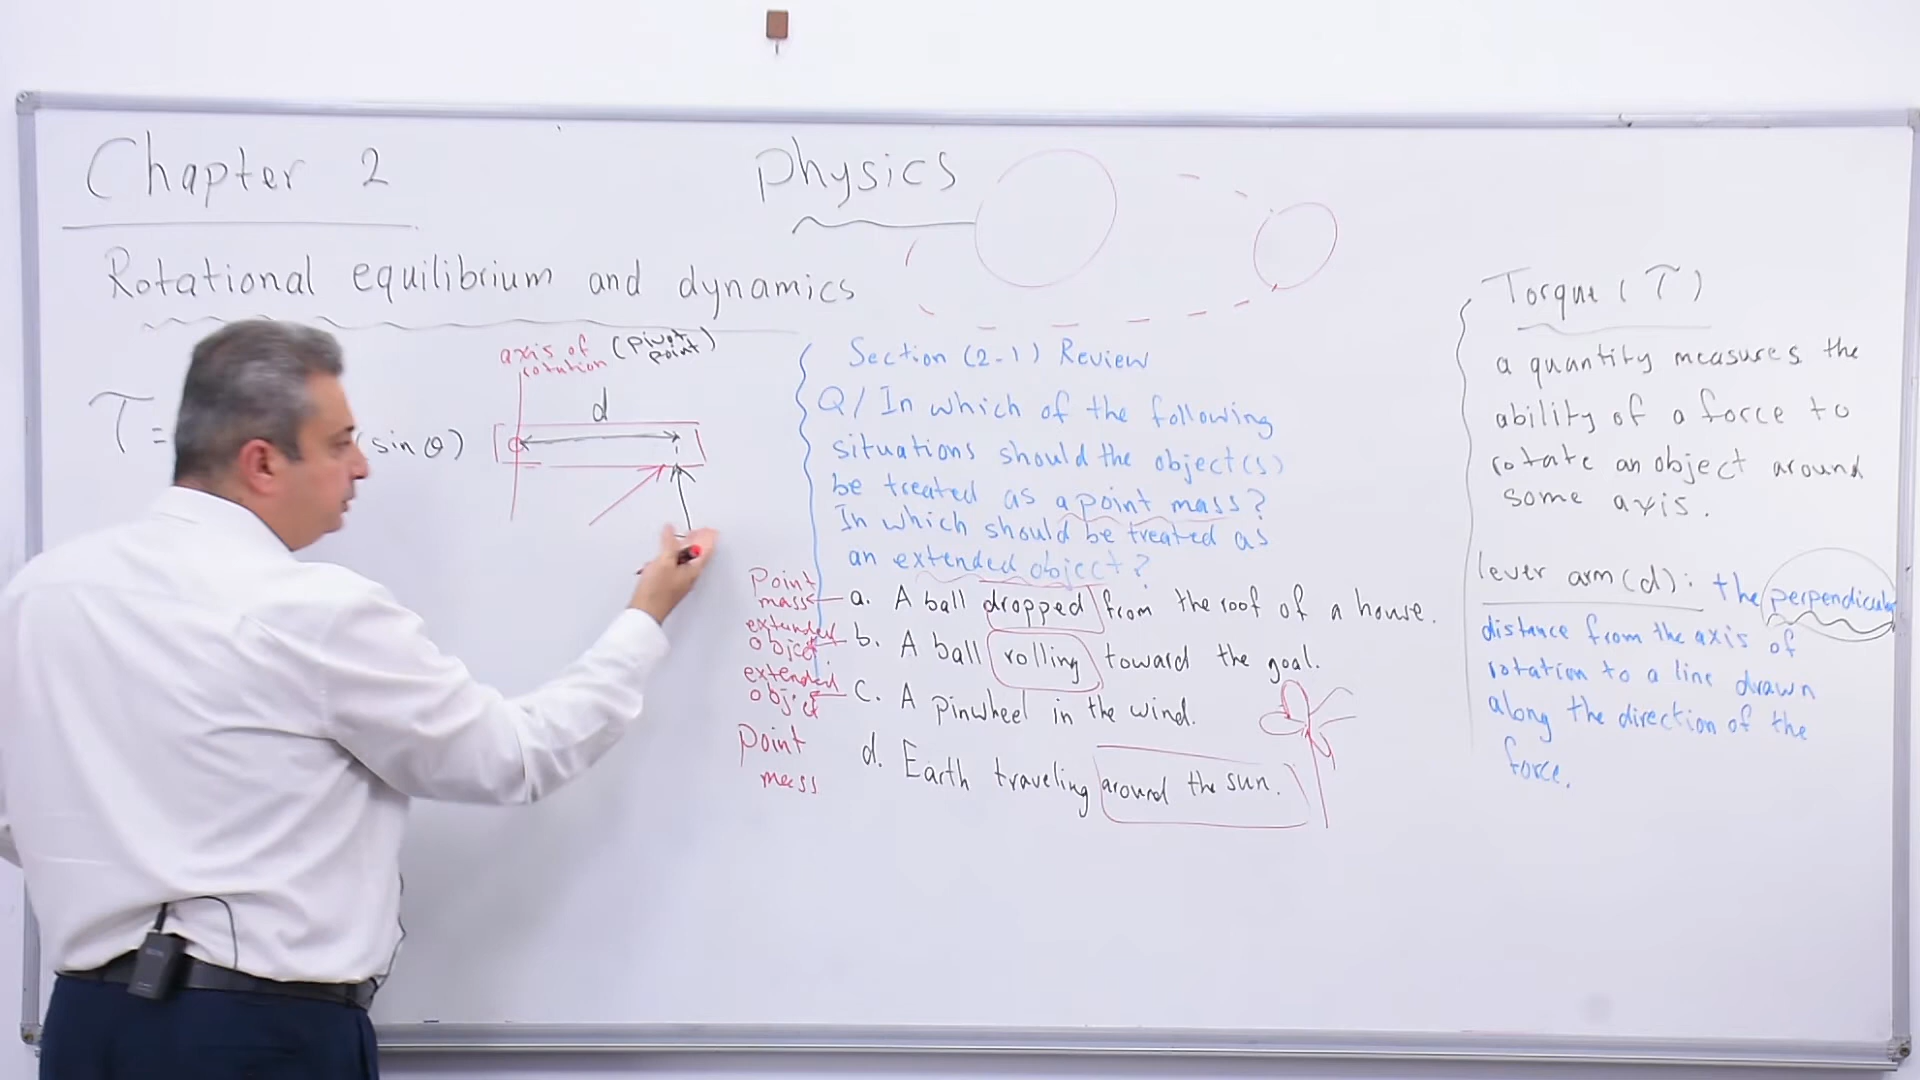 Chapter 2
Physics
Rotational equilibrium and dynamics
axis of
rotation
(pivot
point)
d
τ =
(sin θ)
Section (2-1) Review
Q/ In which of the following
situations should the object(s)
be treated as a point mass?
In which should be treated as
an extended object?
Point
mass
a. A ball dropped from the roof of a house.
extended
object
b. A ball rolling toward the goal.
extended
object
c. A pinwheel in the wind.
Point
mass
d. Earth traveling around the sun.
Torque (τ)
a quantity measures the
ability of a force to
rotate an object around
some axis.
lever arm (d): the perpendicular
distance from the axis of
rotation to a line drawn
along the direction of the
force.